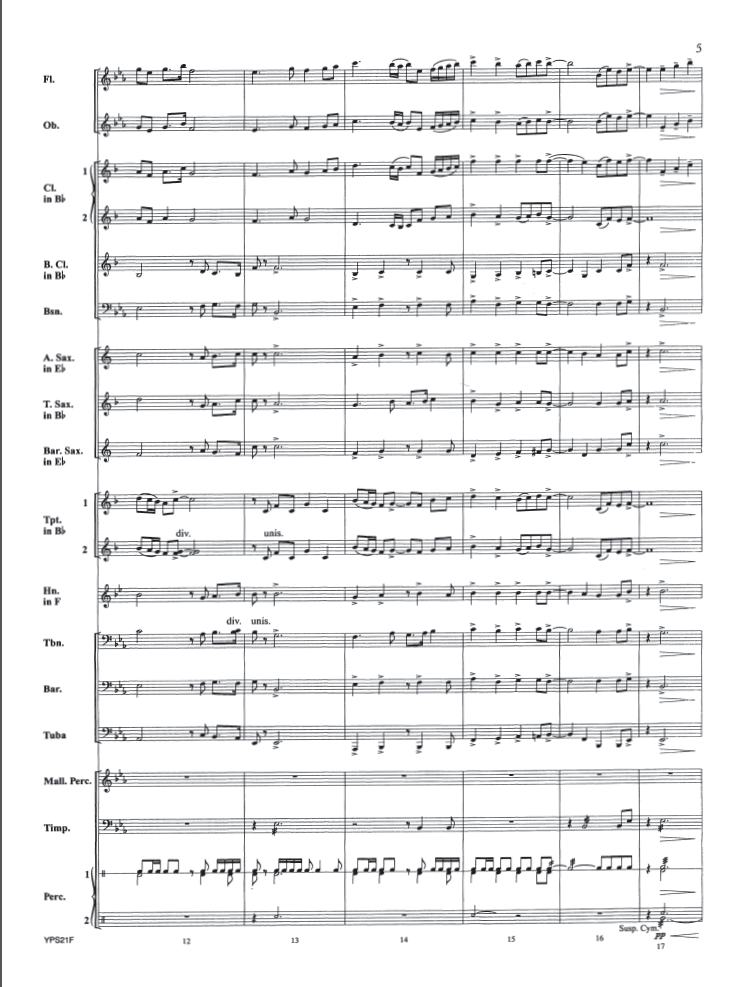 5
Fl.
Ob.
1
Cl.
in B♭
2
B. Cl.
in B♭
Bsn.
A. Sax.
in E♭
T. Sax.
in B♭
Bar. Sax.
in E♭
1
Tpt.
in B♭
div.
unis.
2
Hn.
in F
div. unis.
Tbn.
Bar.
Tuba
Mall. Perc.
Timp.
1
Perc.
2
Susp. Cym.
pp
YPS21F
12
13
14
15
16
17